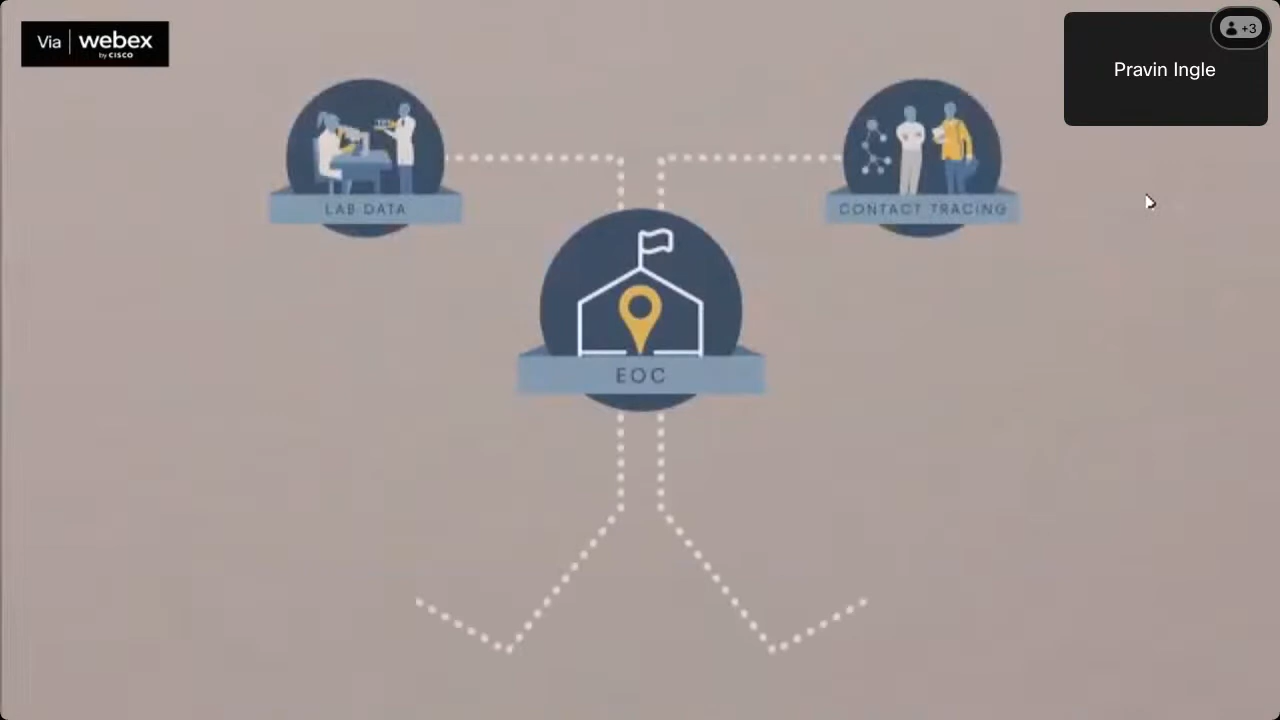 Via webex
by CISCO
+3
Pravin Ingle
LAB DATA
CONTACT TRACING
EOC